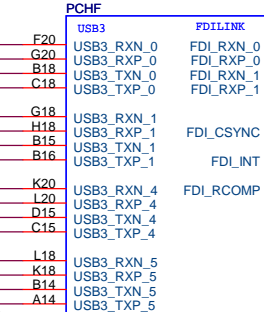 PCHF
USB3 FDILINK
F20 USB3_RXN_0 FDI_RXN_0
G20 USB3_RXP_0 FDI_RXP_0
B18 USB3_TXN_0 FDI_RXN_1
C18 USB3_TXP_0 FDI_RXP_1
G18 USB3_RXN_1
H18 USB3_RXP_1 FDI_CSYNC
B15 USB3_TXN_1
B16 USB3_TXP_1 FDI_INT
K20 USB3_RXN_4 FDI_RCOMP
L20 USB3_RXP_4
D15 USB3_TXN_4
C15 USB3_TXP_4
L18 USB3_RXN_5
K18 USB3_RXP_5
B14 USB3_TXN_5
A14 USB3_TXP_5